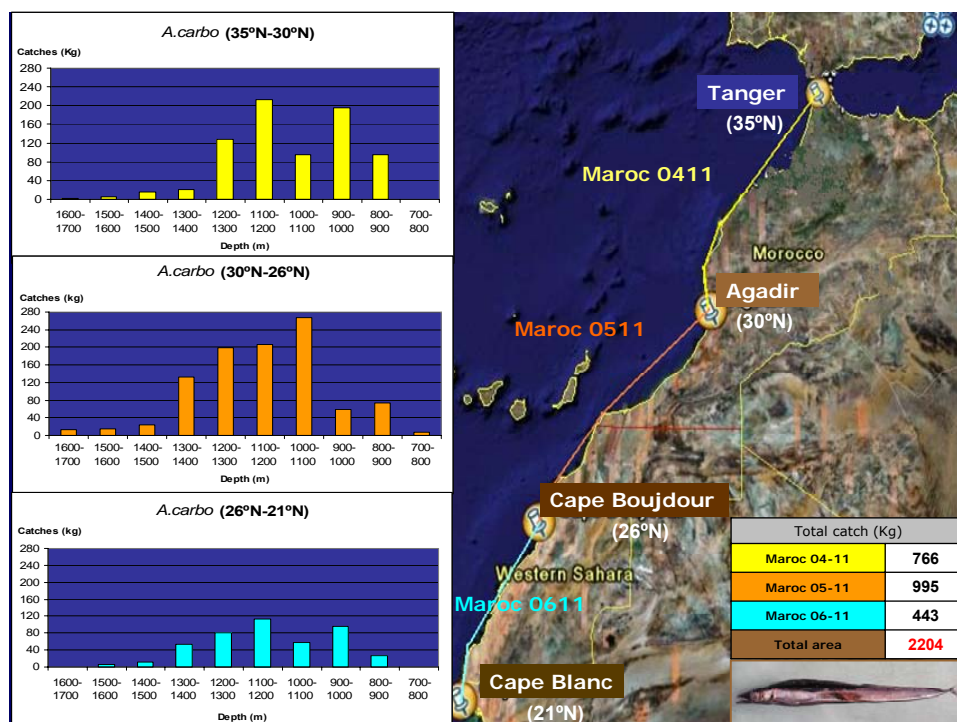 A.carbo (35ºN-30ºN)
Catches (Kg)
280
240
200
160
120
80
40
0
1600-1700 1500-1600 1400-1500 1300-1400 1200-1300 1100-1200 1000-1100 900-1000 800-900 700-800
Depth (m)
A.carbo (30ºN-26ºN)
Catches (kg)
280
240
200
160
120
80
40
0
1600-1700 1500-1600 1400-1500 1300-1400 1200-1300 1100-1200 1000-1100 900-1000 800-900 700-800
Depth (m)
A.carbo (26ºN-21ºN)
Catches (Kg)
280
240
200
160
120
80
40
0
1600-1700 1500-1600 1400-1500 1300-1400 1200-1300 1100-1200 1000-1100 900-1000 800-900 700-800
Depth (m)
Tanger
(35ºN)
Maroc 0411
Morocco
Agadir
(30ºN)
Maroc 0511
Cape Boujdour
(26ºN)
Western Sahara
Maroc 0611
Cape Blanc
(21ºN)
Total catch (Kg)
Maroc 04-11 766
Maroc 05-11 995
Maroc 06-11 443
Total area 2204